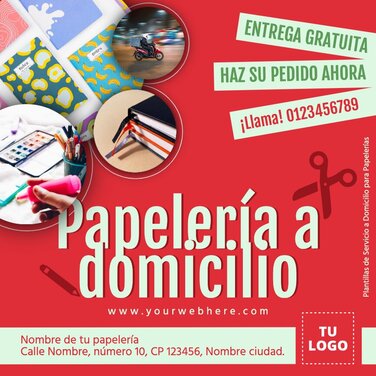 ENTREGA GRATUITA
HAZ SU PEDIDO AHORA
¡Llama! 0123456789
Plantillas de Servicio a Domicilio para Papelerías
Papelería a
domicilio
www.yourwebhere.com
Nombre de tu papelería
Calle Nombre, número 10, CP 123456, Nombre ciudad.
TU
LOGO